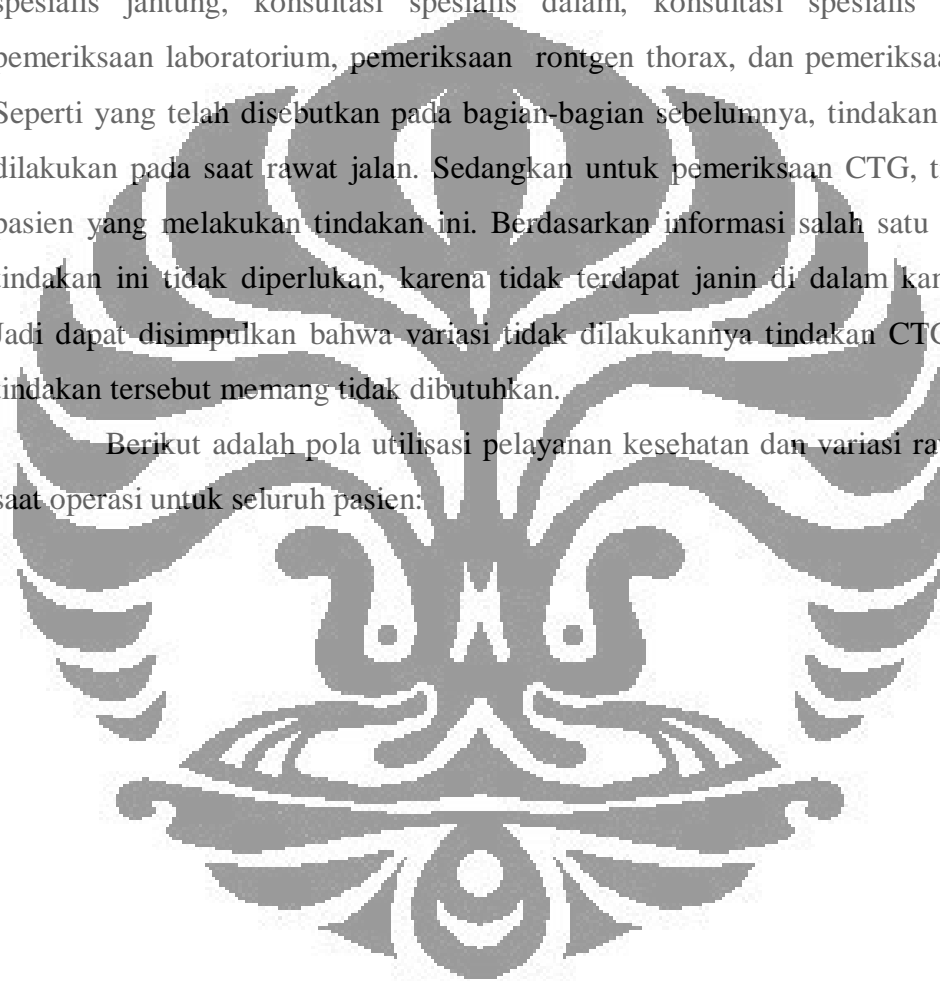 spesialis jantung, konsultasi spesialis dalam, konsultasi spesialis
pemeriksaan laboratorium, pemeriksaan rontgen thorax, dan pemeriksaa
Seperti yang telah disebutkan pada bagian-bagian sebelumnya, tindakan
dilakukan pada saat rawat jalan. Sedangkan untuk pemeriksaan CTG, t
pasien yang melakukan tindakan ini. Berdasarkan informasi salah satu
tindakan ini tidak diperlukan, karena tidak terdapat janin di dalam kan
Jadi dapat disimpulkan bahwa variasi tidak dilakukannya tindakan CTG
tindakan tersebut memang tidak dibutuhkan.
Berikut adalah pola utilisasi pelayanan kesehatan dan variasi ra
saat operasi untuk seluruh pasien: